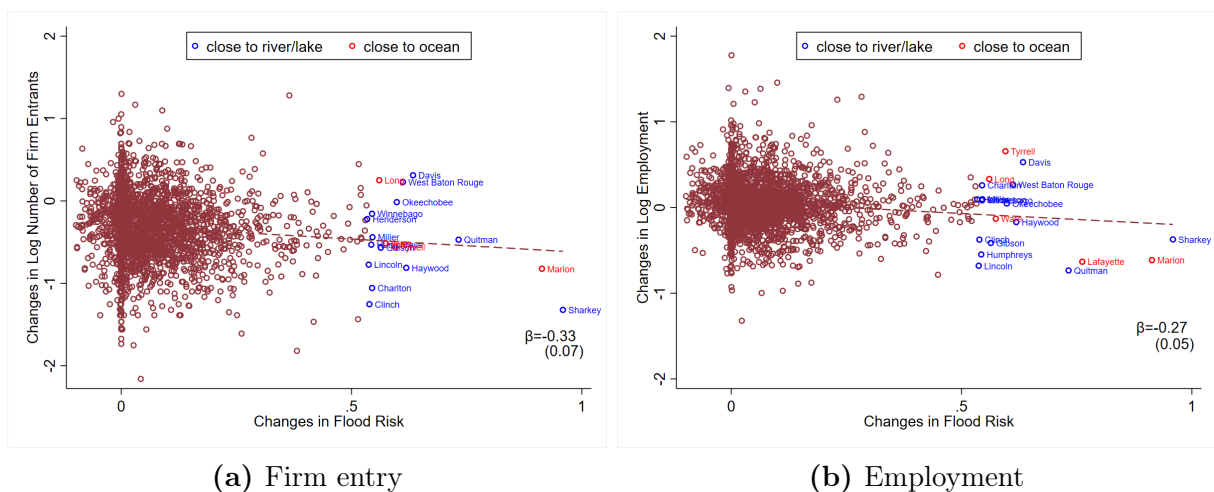 close to river/lake close to ocean
Changes in Log Number of Firm Entrants
2
1
0
-1
-2
Long
Davis
West Baton Rouge
Okeechobee
Winnebago
Henderson
Miller
Quitman
Lincoln
Haywood
Marion
Charlton
Clinch
Sharkey
β=-0.33
(0.07)
0 .5 1
Changes in Flood Risk
(a) Firm entry
close to river/lake close to ocean
Changes in Log Employment
2
1
0
-1
-2
Tyrrell
Davis
Long
West Baton Rouge
Okeechobee
Haywood
Clinch
Gibson
Sharkey
Humphreys
Lincoln
Lafayette
Marion
Quitman
β=-0.27
(0.05)
0 .5 1
Changes in Flood Risk
(b) Employment